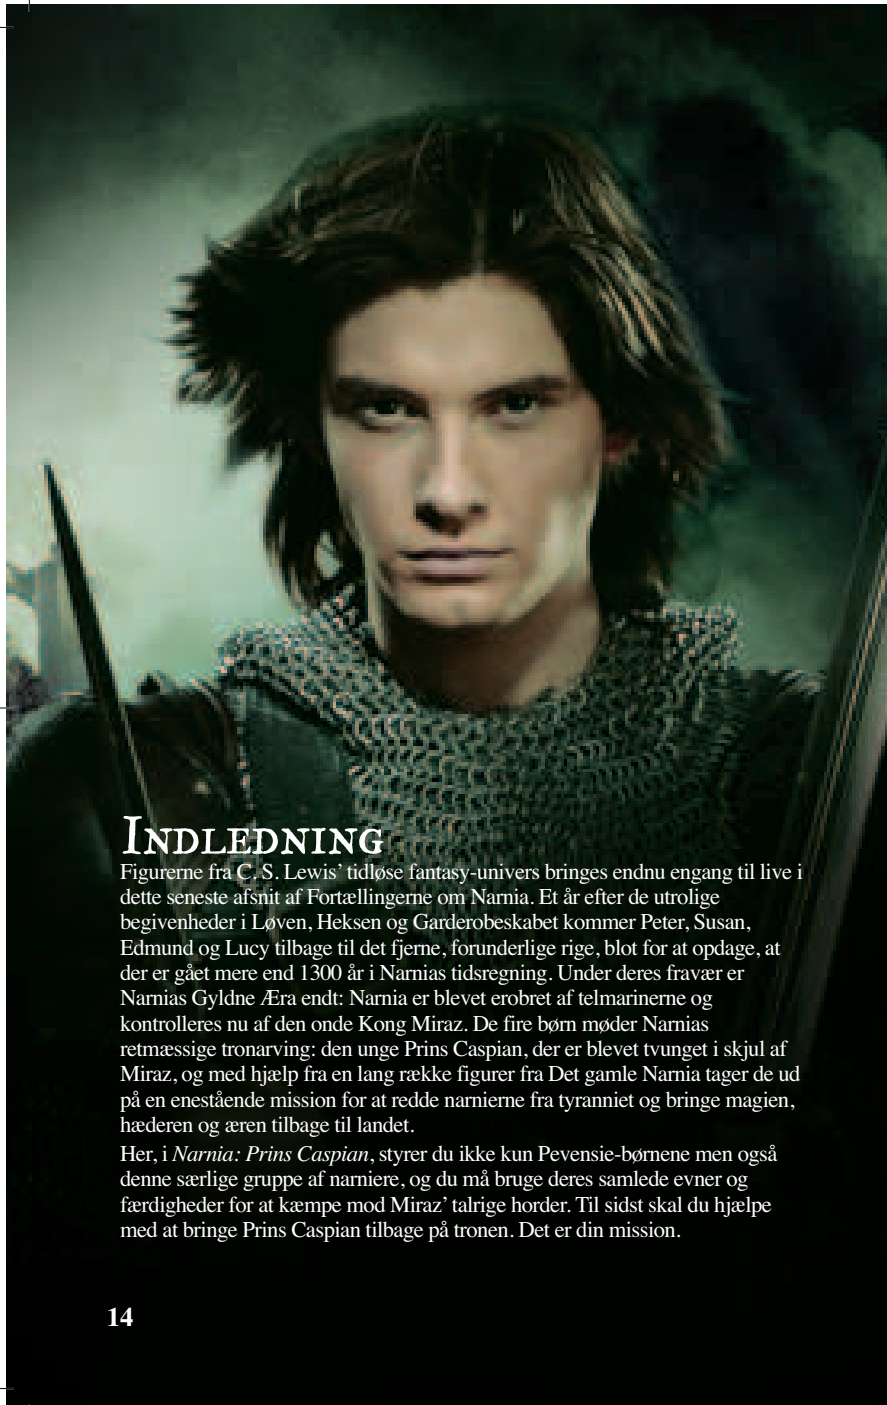 INDLEDNING
Figurerne fra C. S. Lewis’ tidløse fantasy-univers bringes endnu engang til live i
dette seneste afsnit af Fortællingerne om Narnia. Et år efter de utrolige
begivenheder i Løven, Heksen og Garderobeskabet kommer Peter, Susan,
Edmund og Lucy tilbage til det fjerne, forunderlige rige, blot for at opdage, at
der er gået mere end 1300 år i Narnias tidsregning. Under deres fravær er
Narnias Gyldne Æra endt: Narnia er blevet erobret af telmarinerne og
kontrolleres nu af den onde Kong Miraz. De fire børn møder Narnias
retmæssige tronarving: den unge Prins Caspian, der er blevet tvunget i skjul af
Miraz, og med hjælp fra en lang række figurer fra Det gamle Narnia tager de ud
på en enestående mission for at redde narnierne fra tyranniet og bringe magien,
hæderen og æren tilbage til landet.
Her, i Narnia: Prins Caspian, styrer du ikke kun Pevensie-børnene men også
denne særlige gruppe af narniere, og du må bruge deres samlede evner og
færdigheder for at kæmpe mod Miraz’ talrige horder. Til sidst skal du hjælpe
med at bringe Prins Caspian tilbage på tronen. Det er din mission.
14